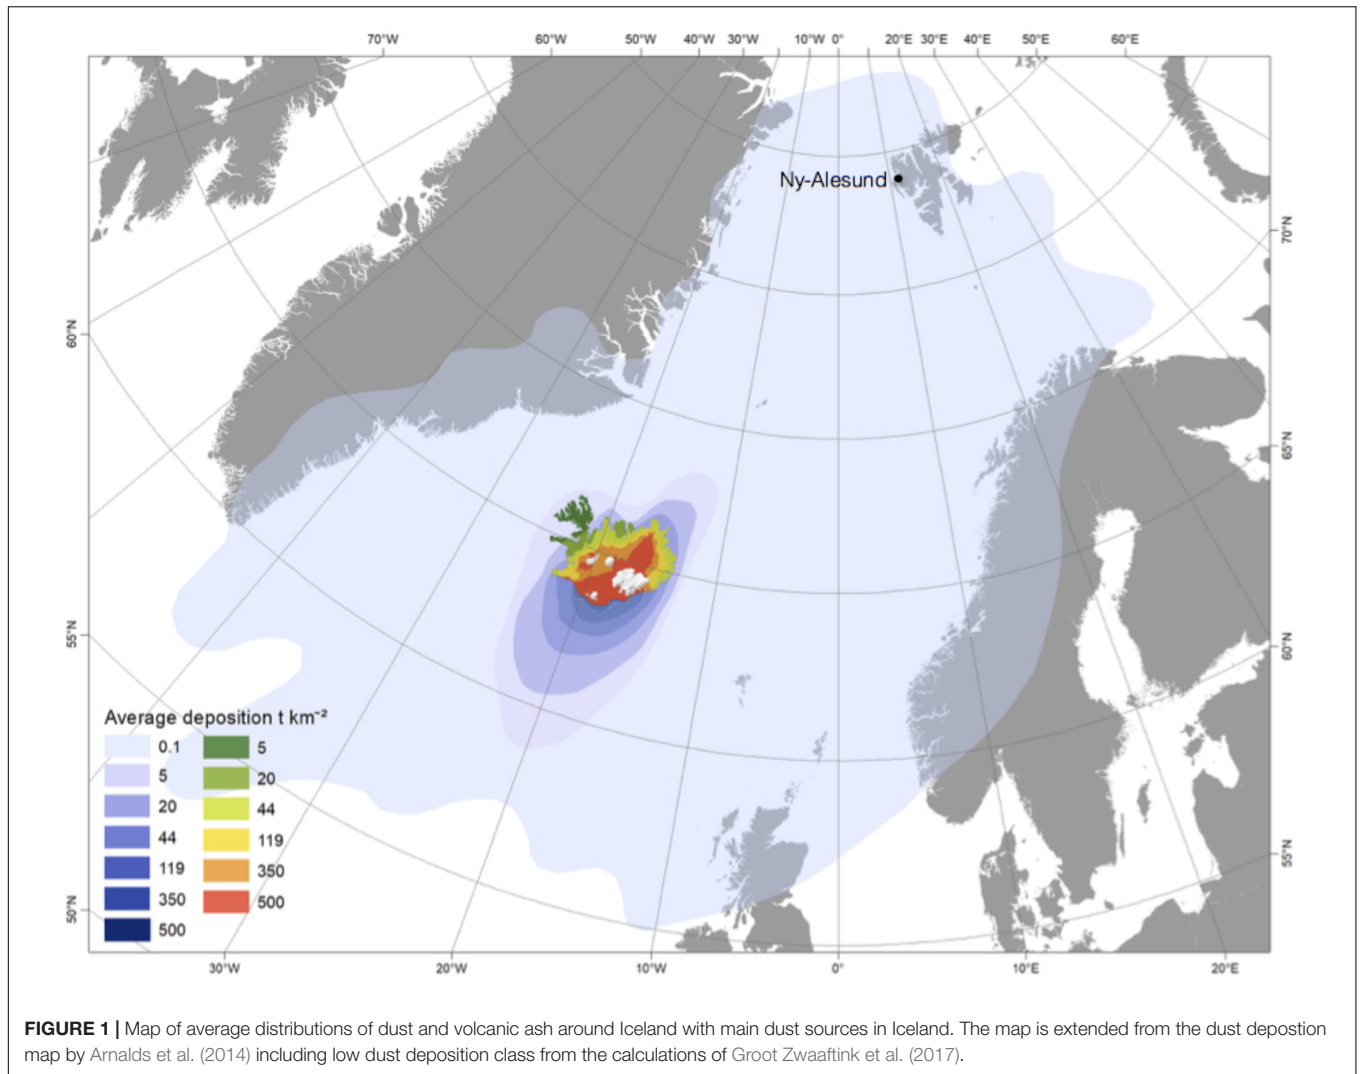 70°W 60°W 50°W 40°W 30°W 10°W 0° 20°E 30°E 40°E 50°E 60°E
Ny-Alesund
70°N
60°N
65°N
55°N
60°N
Average deposition t km⁻²
0.1 5
5 20
20 44
44 119
119 350
350 500
500
55°N
50°N
30°W 20°W 10°W 0° 10°E 20°E
FIGURE 1 | Map of average distributions of dust and volcanic ash around Iceland with main dust sources in Iceland. The map is extended from the dust depostion
map by Arnalds et al. (2014) including low dust deposition class from the calculations of Groot Zwaaftink et al. (2017).